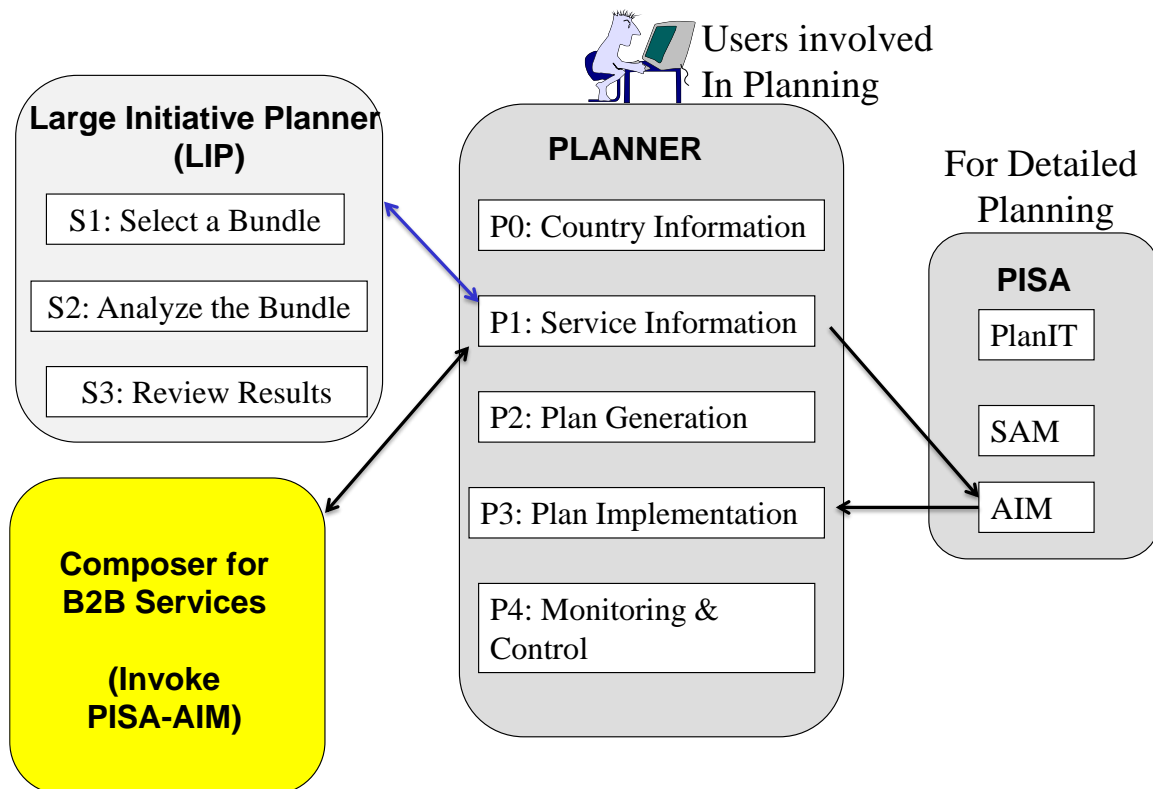 Users involved
In Planning
Large Initiative Planner
(LIP)
S1: Select a Bundle
S2: Analyze the Bundle
S3: Review Results
Composer for
B2B Services
(Invoke
PISA-AIM)
PLANNER
P0: Country Information
P1: Service Information
P2: Plan Generation
P3: Plan Implementation
P4: Monitoring &
Control
For Detailed
Planning
PISA
PlanIT
SAM
AIM